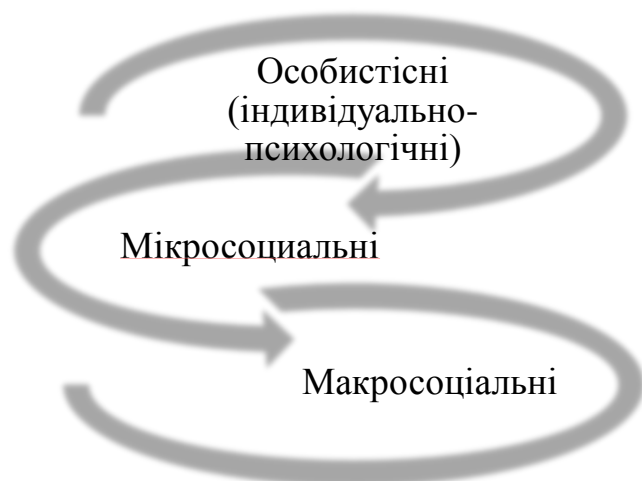 Особистісні
(індивідуально-
психологічні)
Мікросоциальні
Макросоціальні